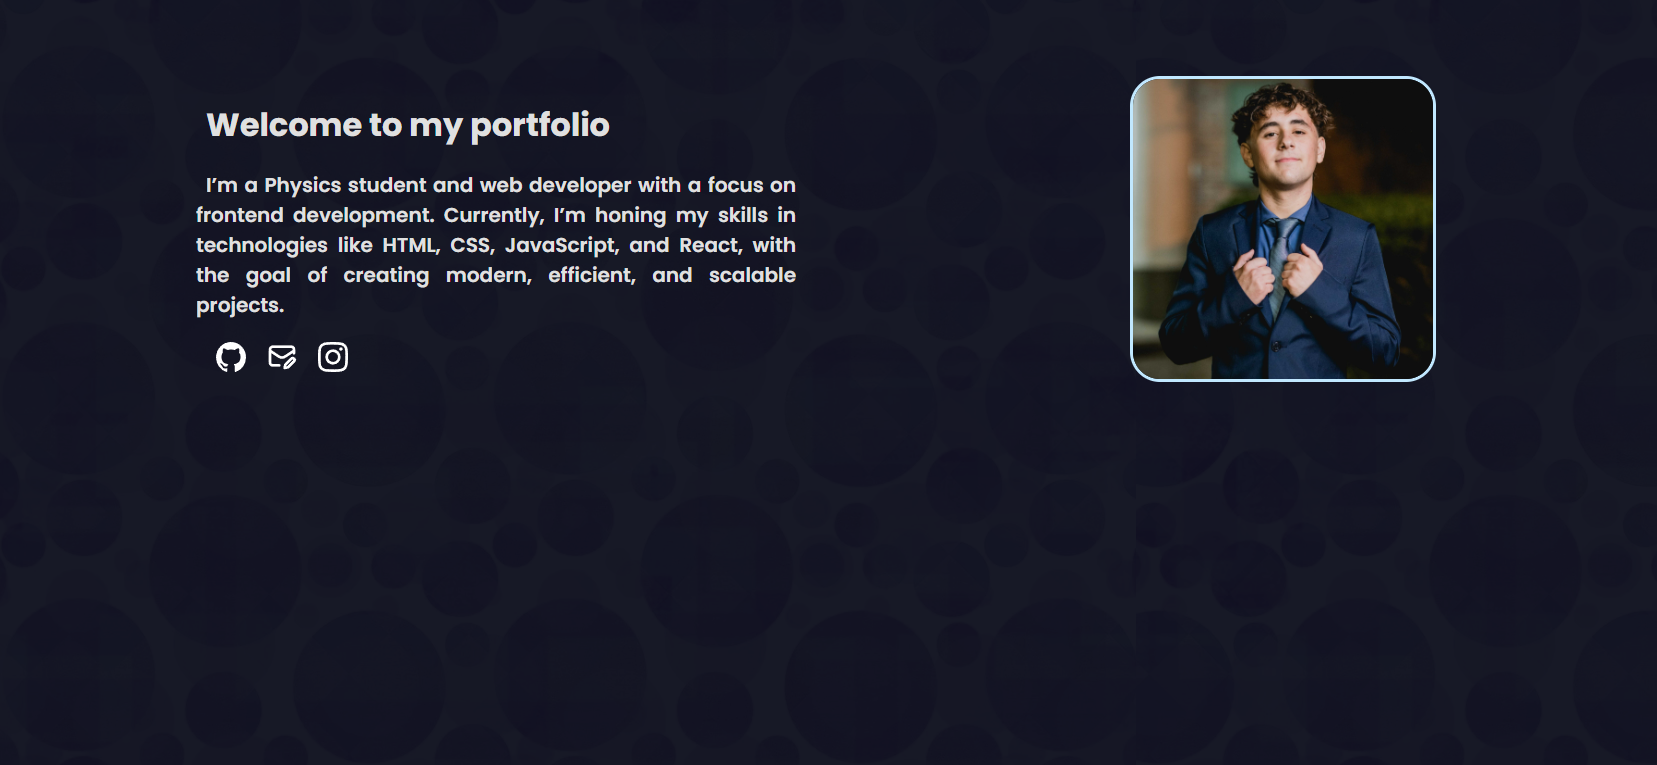 Welcome to my portfolio
I’m a Physics student and web developer with a focus on
frontend development. Currently, I’m honing my skills in
technologies like HTML, CSS, JavaScript, and React, with
the goal of creating modern, efficient, and scalable
projects.